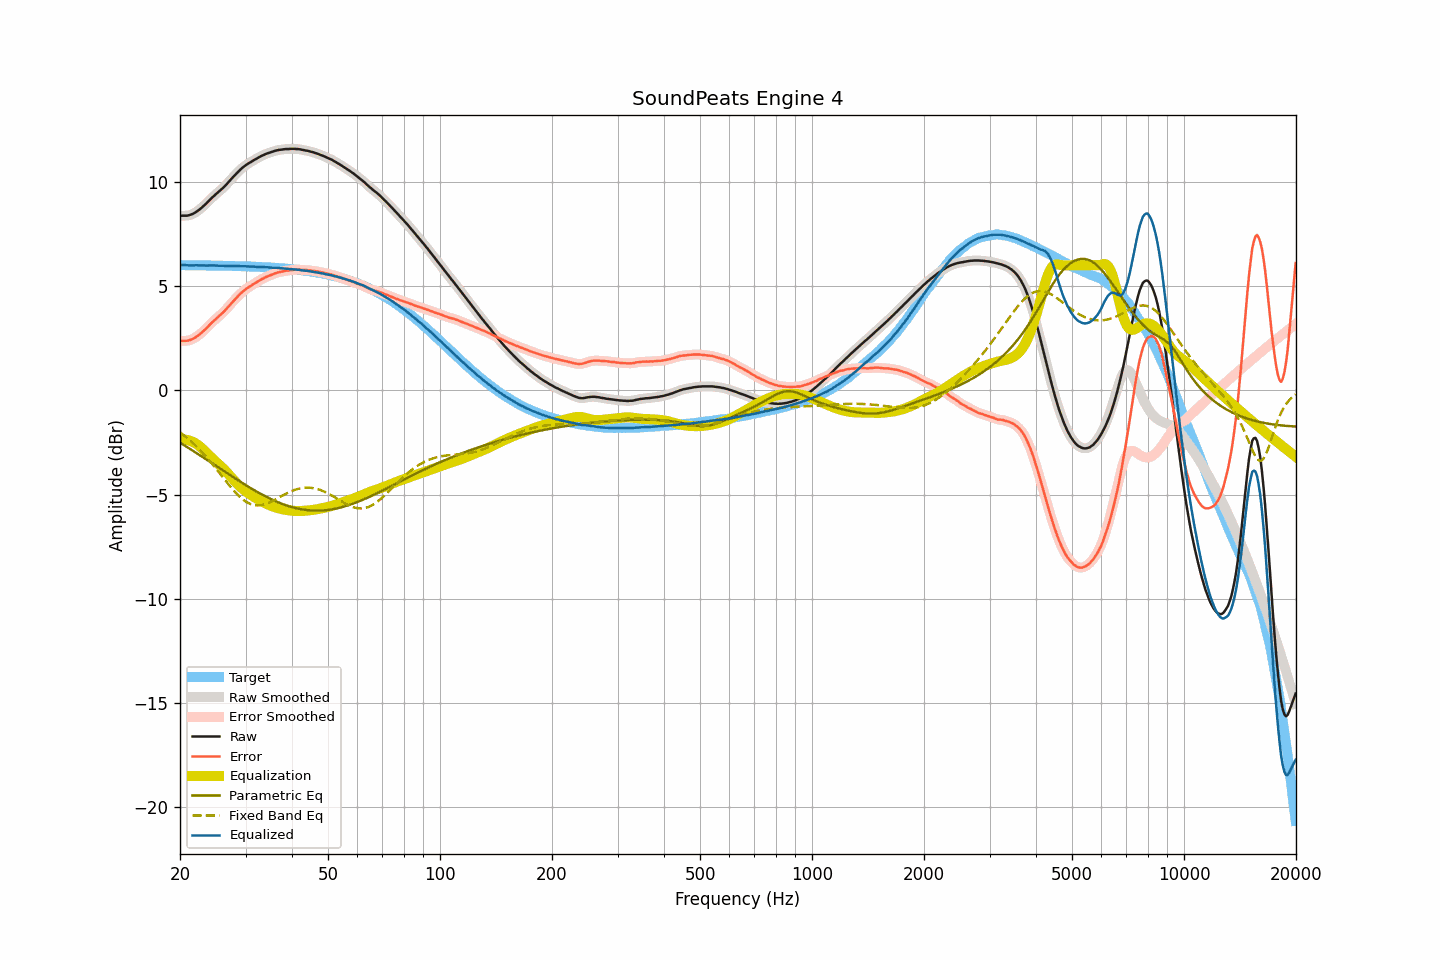 SoundPeats Engine 4
Amplitude (dBr)
10
5
0
−5
−10
−15
−20
Target
Raw Smoothed
Error Smoothed
Raw
Error
Equalization
Parametric Eq
Fixed Band Eq
Equalized
20 50 100 200 500 1000 2000 5000 10000 20000
Frequency (Hz)